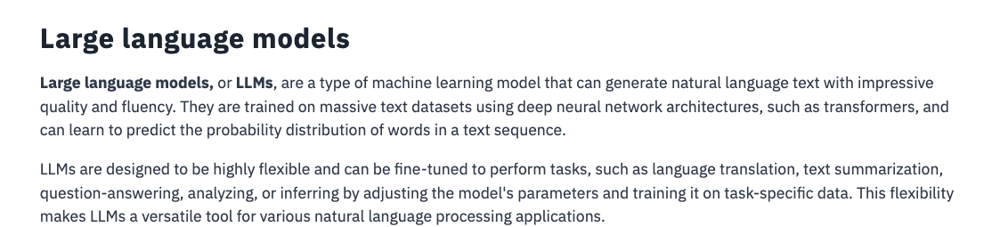 Large language models
Large language models, or LLMs, are a type of machine learning model that can generate natural language text with impressive
quality and fluency. They are trained on massive text datasets using deep neural network architectures, such as transformers, and
can learn to predict the probability distribution of words in a text sequence.
LLMs are designed to be highly flexible and can be fine-tuned to perform tasks, such as language translation, text summarization,
question-answering, analyzing, or inferring by adjusting the model's parameters and training it on task-specific data. This flexibility
makes LLMs a versatile tool for various natural language processing applications.